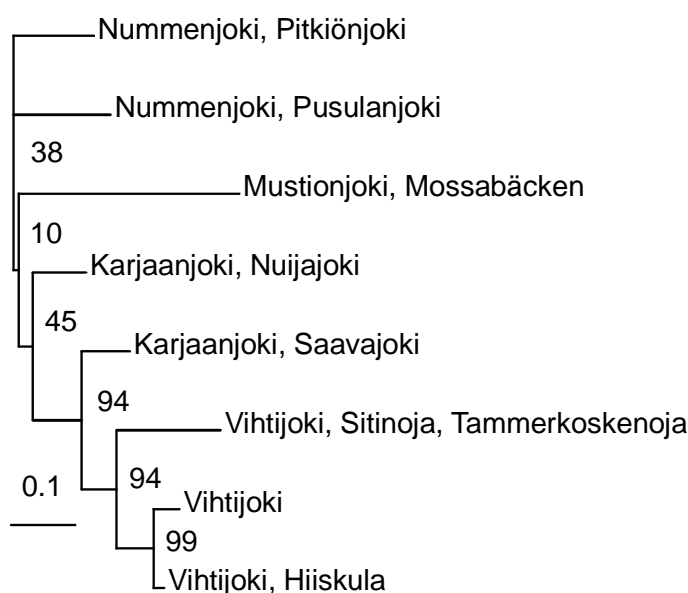 Nummenjoki, Pitkiönjoki
Nummenjoki, Pusulanjoki
38
Mustionjoki, Mossabäcken
10
Karjaanjoki, Nuijajoki
45
Karjaanjoki, Saavajoki
94
Vihtijoki, Sitinoja, Tammerkoskenoja
94
0.1
Vihtijoki
99
Vihtijoki, Hiiskula